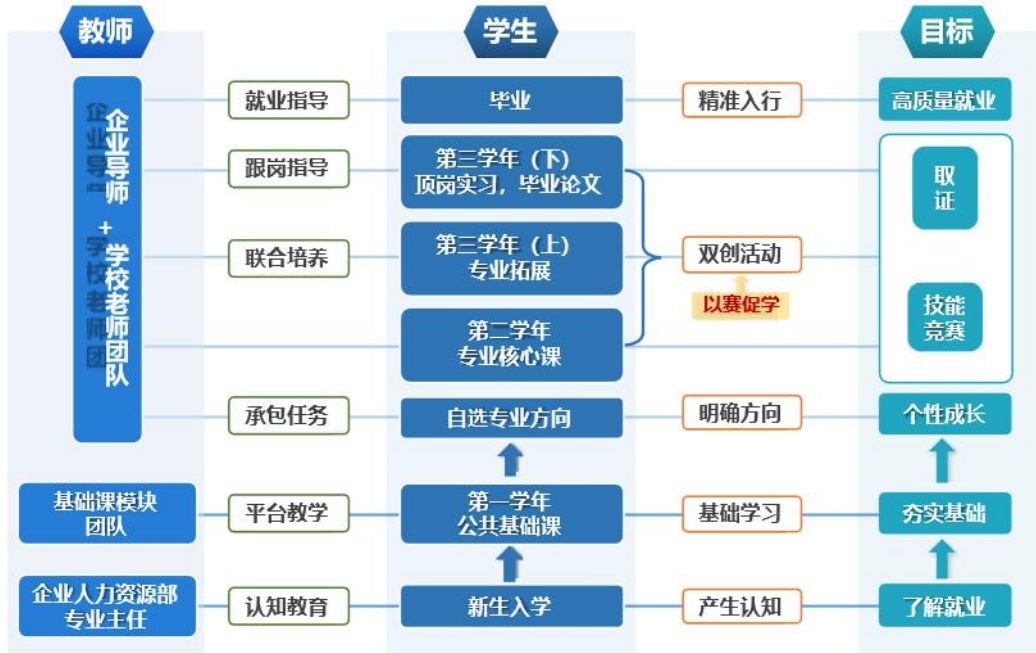 教师
学生
目标
企业导师 + 学校老师团队
就业指导
毕业
精准入行
高质量就业
跟岗指导
第三学年（下）
顶岗实习，毕业论文
取
证
联合培养
第三学年（上）
专业拓展
双创活动
以赛促学
第二学年
专业核心课
技能
竞赛
承包任务
自选专业方向
明确方向
个性成长
基础课模块
团队
平台教学
第一学年
公共基础课
基础学习
夯实基础
企业人力资源部
专业主任
认知教育
新生入学
产生认知
了解就业